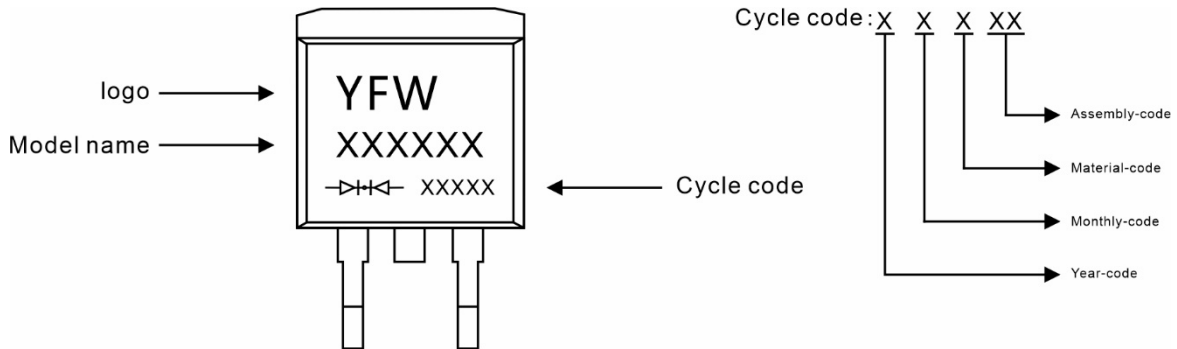 Cycle code: X X X XX
logo
YFW
Model name
XXXXXX
XXXXX
Cycle code
Assembly-code
Material-code
Monthly-code
Year-code